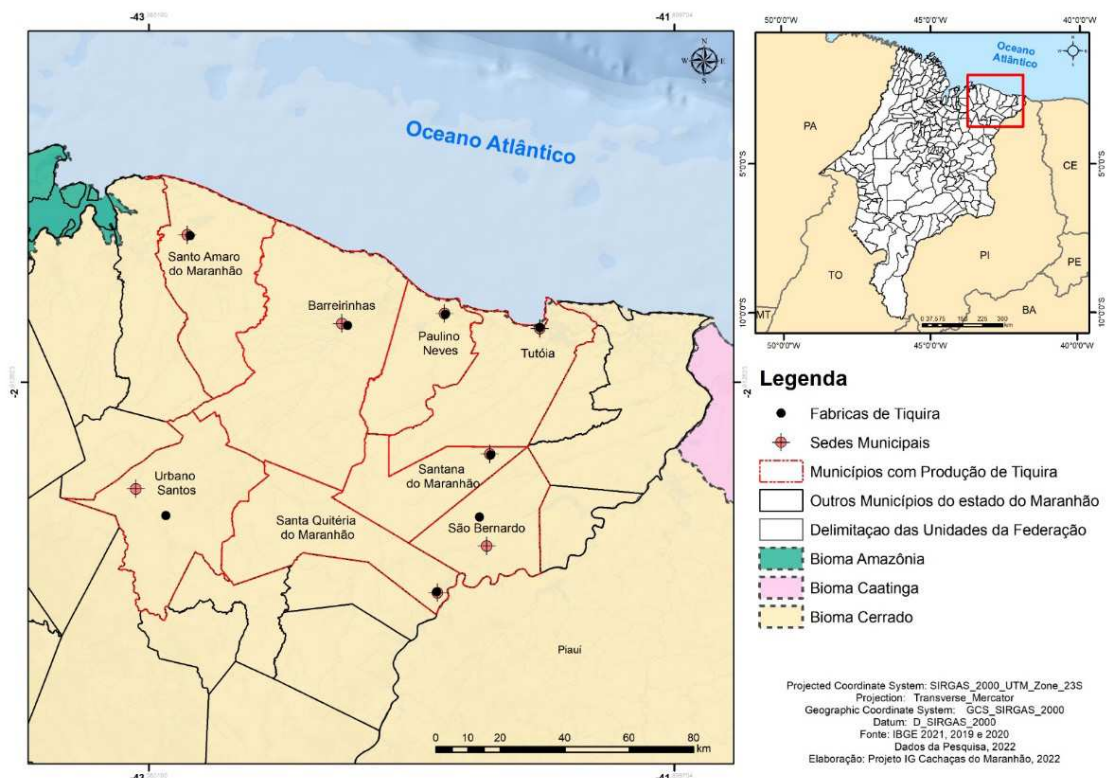 -43
-41
N
W
E
S
Oceano Atlântico
Santo Amaro
do Maranhão
Barreirinhas
Paulino
Neves
Tutóia
-2
-2
Urbano
Santos
Santana
do Maranhão
Santa Quitéria
do Maranhão
São Bernardo
Piauí
0 10 20 40 60 80
km
-43
-41
50°0'0"W
45°0'0"W
40°0'0"W
Oceano
Atlântico
N
W
E
S
PA
CE
5°0'0"S
5°0'0"S
TO
PI
PE
BA
MT
10°0'0"S
10°0'0"S
km
50°0'0"W
45°0'0"W
40°0'0"W
Legenda
Fabricas de Tiquira
Sedes Municipais
Municípios com Produção de Tiquira
Outros Municípios do estado do Maranhão
Delimitaçao das Unidades da Federação
Bioma Amazônia
Bioma Caatinga
Bioma Cerrado
Projected Coordinate System: SIRGAS_2000_UTM_Zone_23S
Projection: Transverse_Mercator
Geographic Coordinate System: GCS_SIRGAS_2000
Datum: D_SIRGAS_2000
Fonte: IBGE 2021, 2019 e 2020
Dados da Pesquisa, 2022
Elaboração: Projeto IG Cachaças do Maranhão, 2022